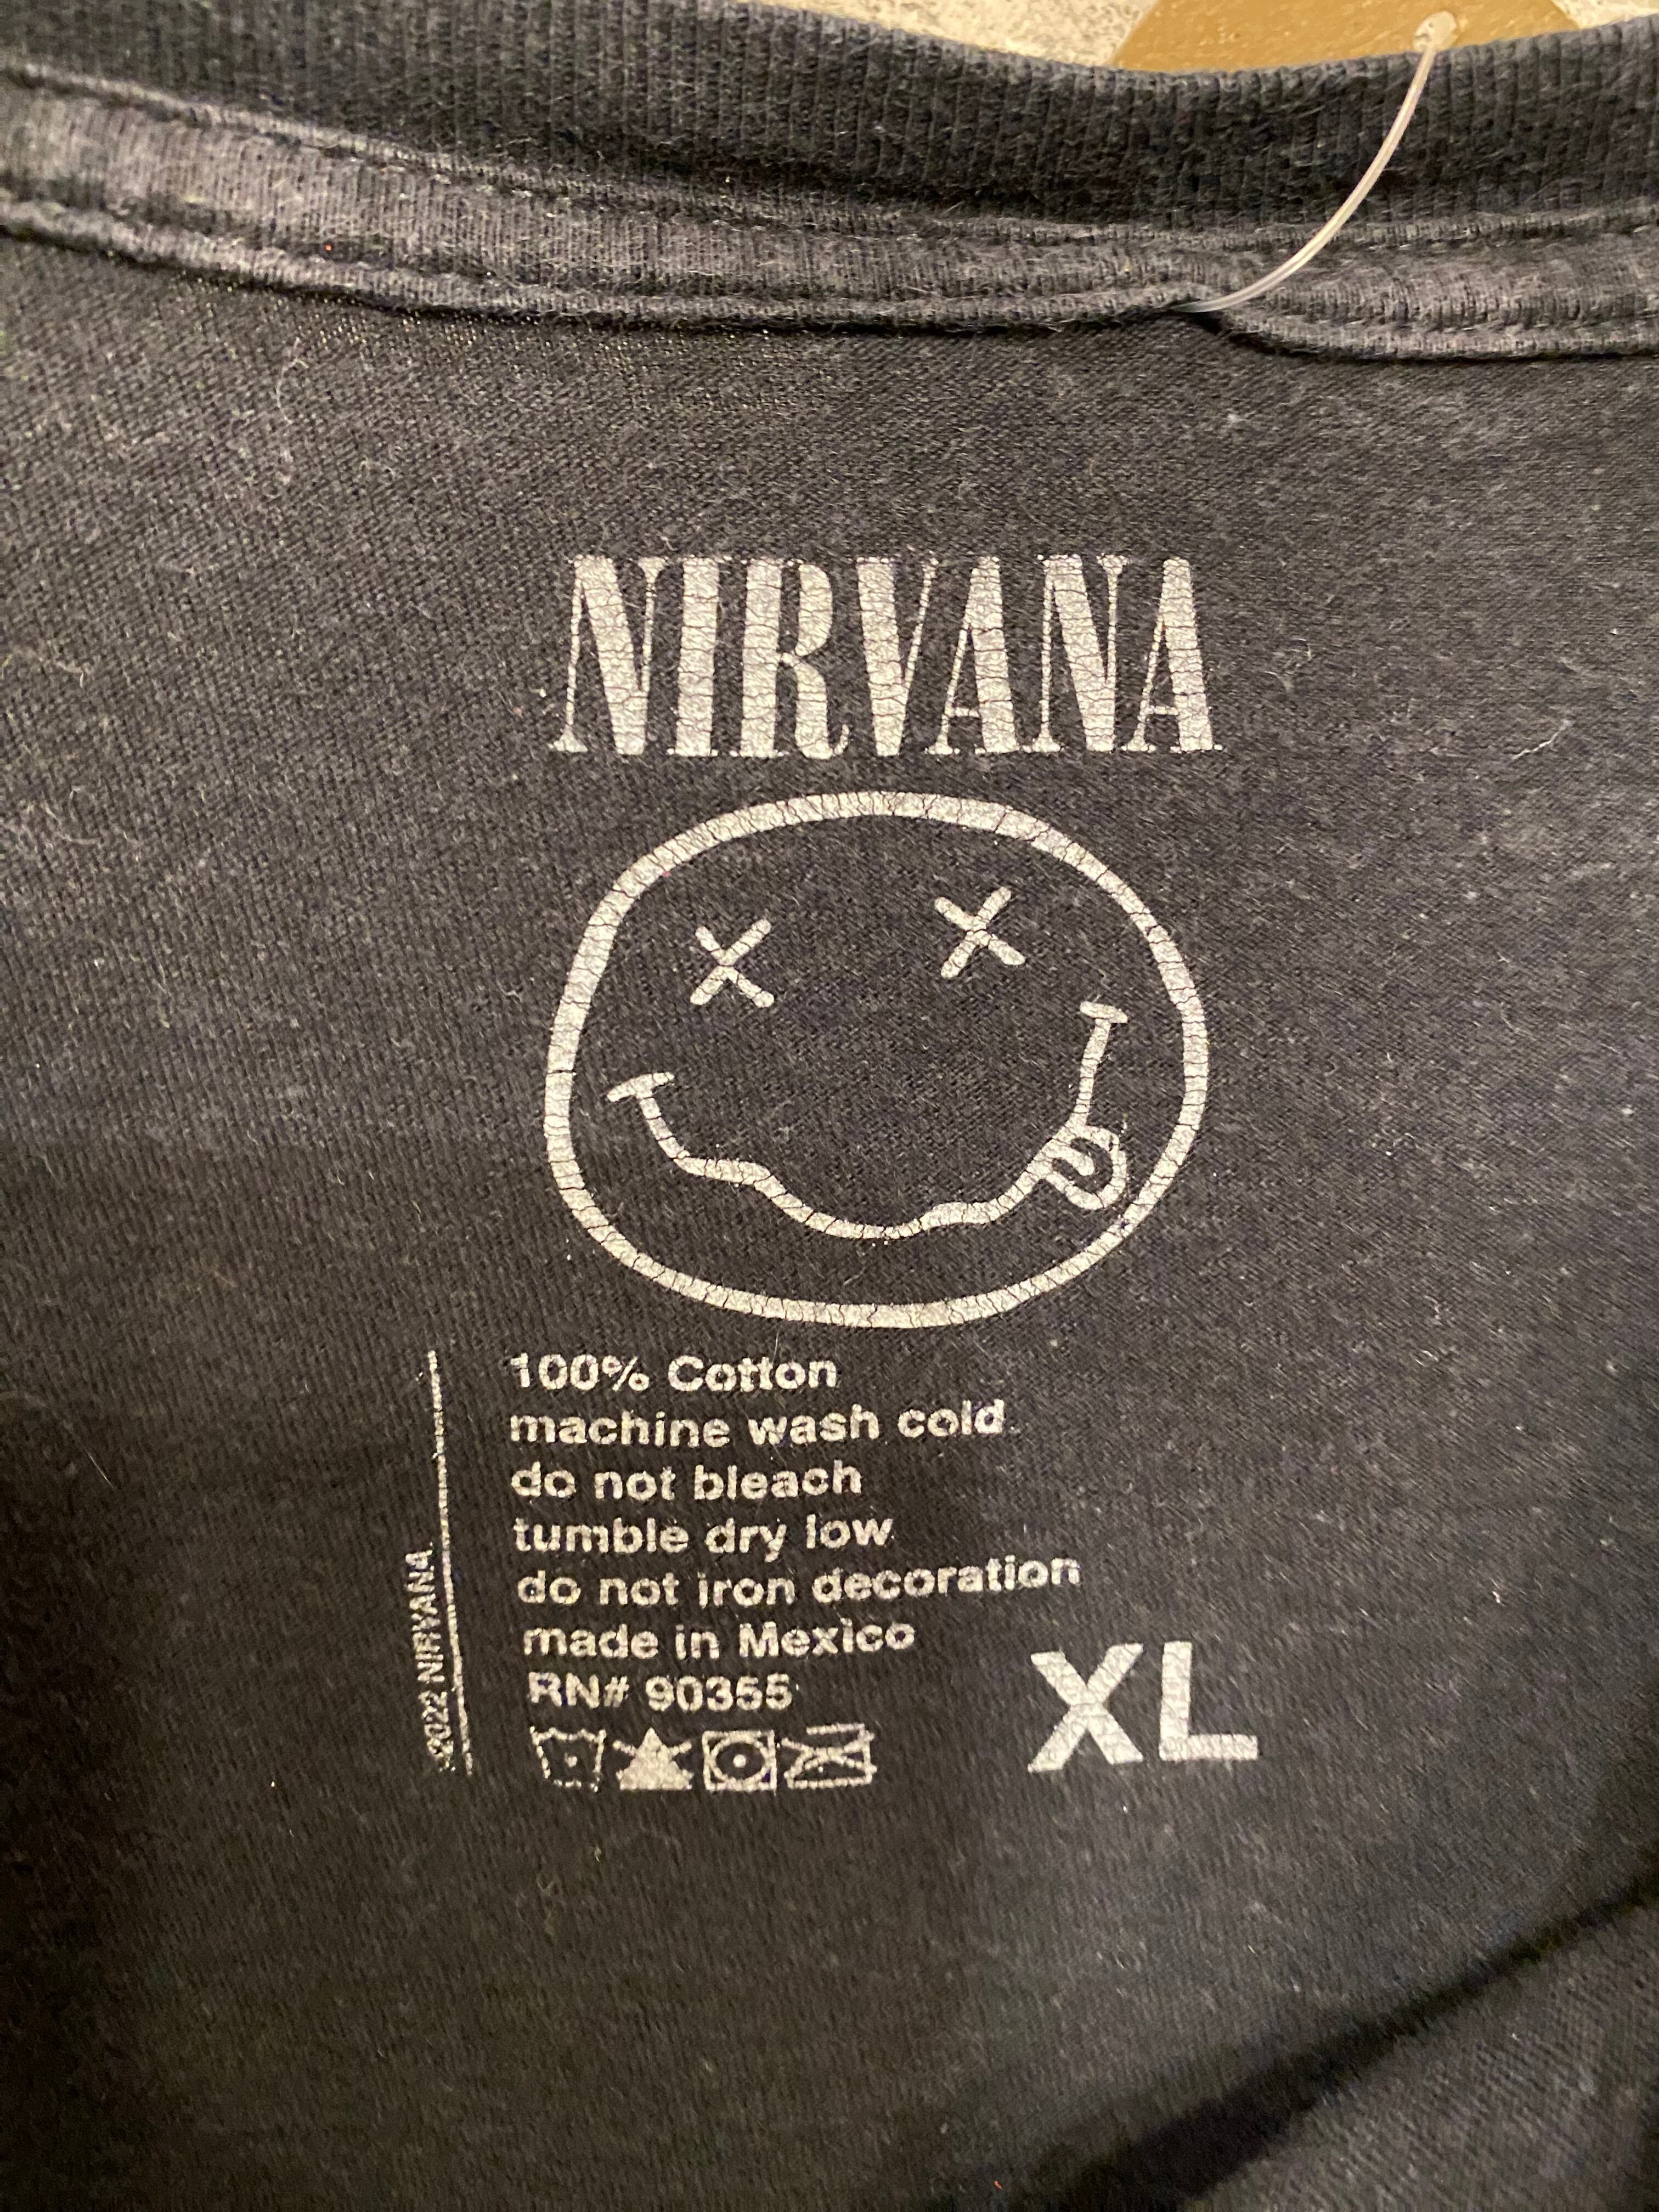 NIRVANA
100% Cotton
machine wash cold
do not bleach
tumble dry low
do not iron decoration
made in Mexico
RN# 90355
XL
©2022 NIRVANA